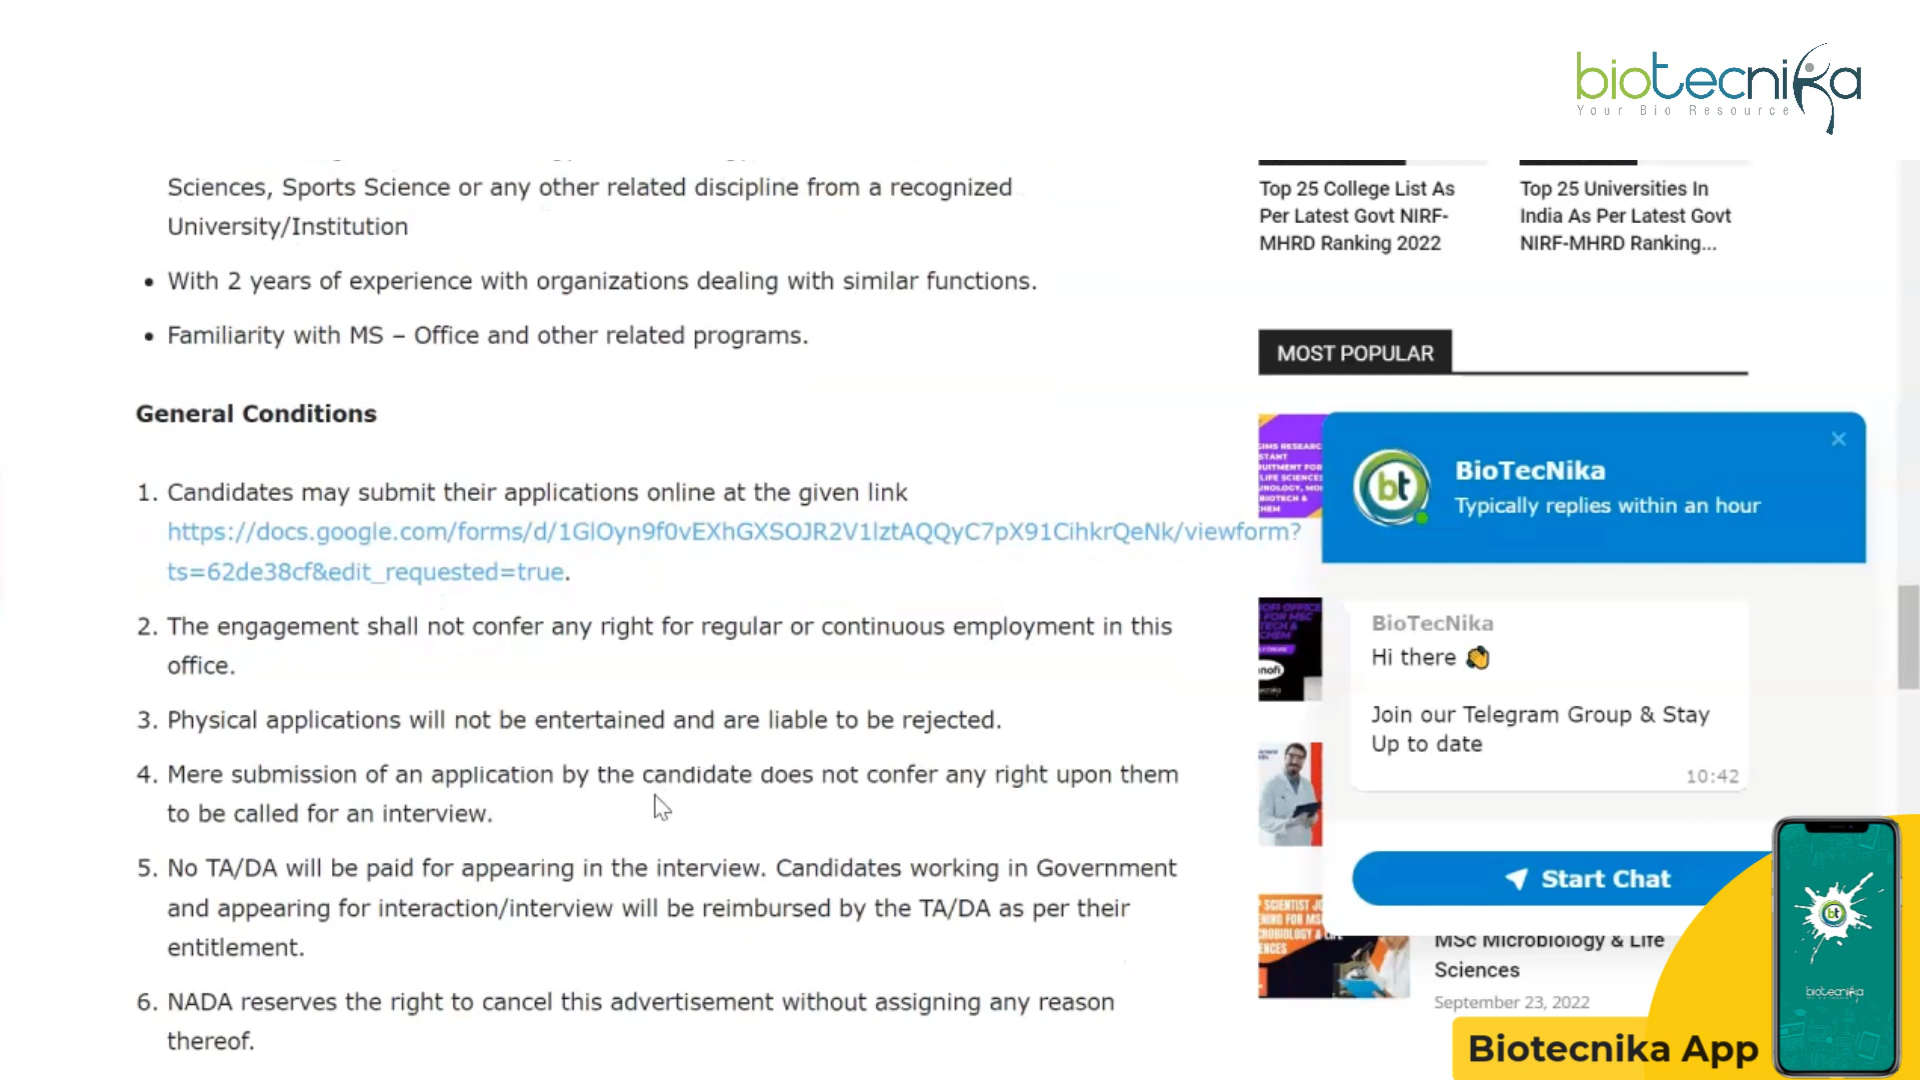 biotecnika
Your Bio Resource
Sciences, Sports Science or any other related discipline from a recognized
University/Institution
• With 2 years of experience with organizations dealing with similar functions.
• Familiarity with MS – Office and other related programs.
General Conditions
1. Candidates may submit their applications online at the given link
https://docs.google.com/forms/d/1GlOyn9f0vEXhGXSOJR2V1lztAQQyC7pX91CihkrQeNk/viewform?
ts=62de38cf&edit_requested=true.
2. The engagement shall not confer any right for regular or continuous employment in this
office.
3. Physical applications will not be entertained and are liable to be rejected.
4. Mere submission of an application by the candidate does not confer any right upon them
to be called for an interview.
5. No TA/DA will be paid for appearing in the interview. Candidates working in Government
and appearing for interaction/interview will be reimbursed by the TA/DA as per their
entitlement.
6. NADA reserves the right to cancel this advertisement without assigning any reason
thereof.
Top 25 College List As
Per Latest Govt NIRF-
MHRD Ranking 2022
Top 25 Universities In
India As Per Latest Govt
NIRF-MHRD Ranking...
MOST POPULAR
bt
BioTecNika
Typically replies within an hour
BioTecNika
Hi there
Join our Telegram Group & Stay
Up to date
10:42
Start Chat
MSc Microbiology & Life
Sciences
September 23, 2022
bt
biotecnika
Biotecnika App